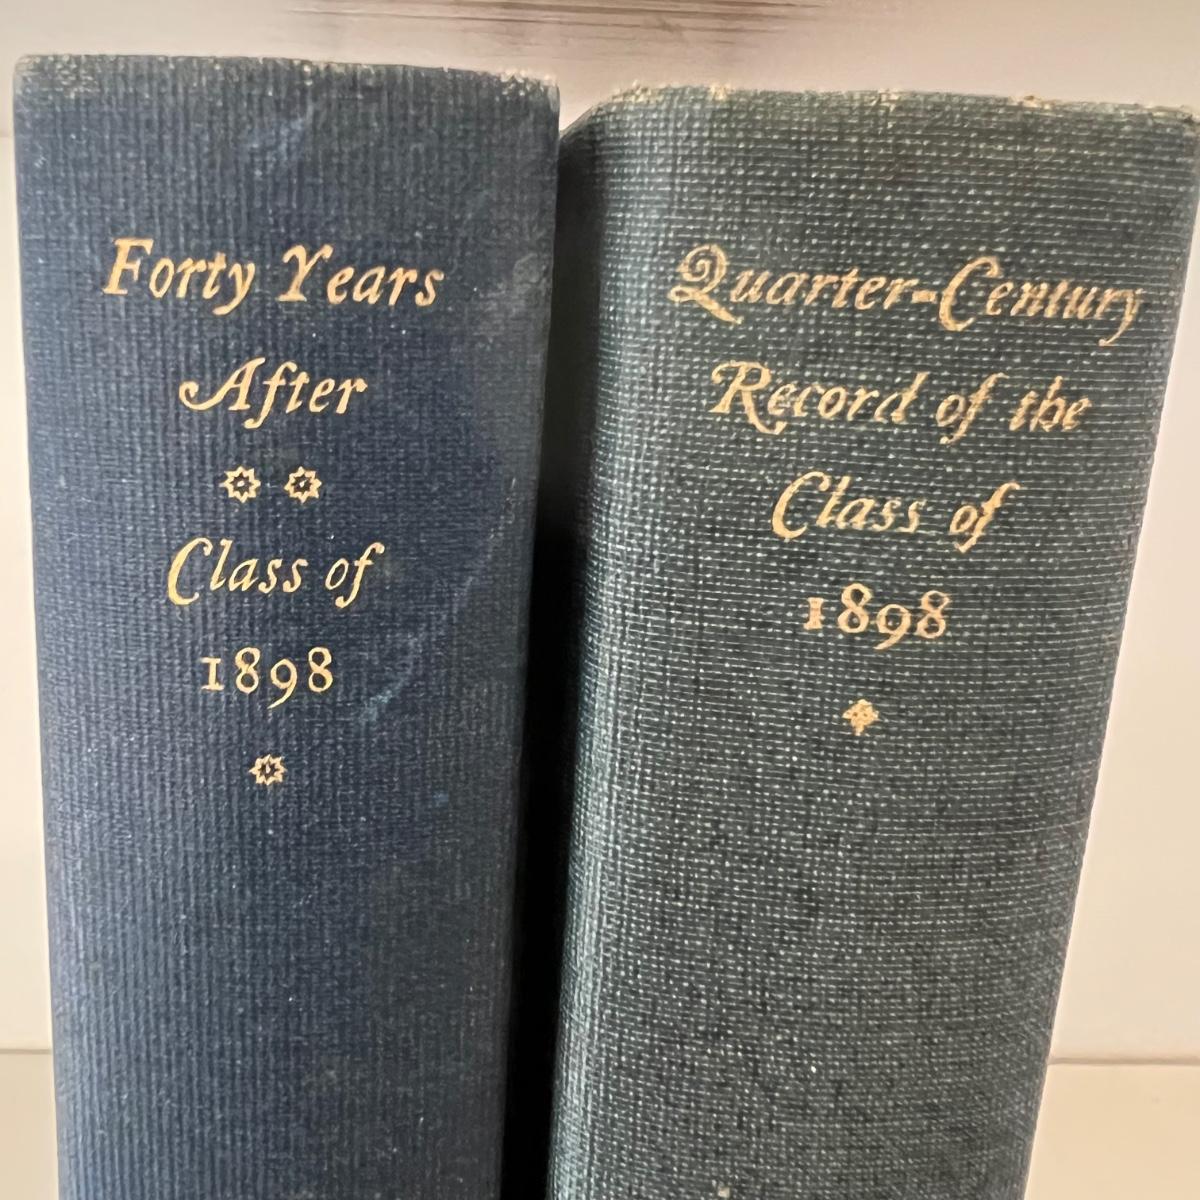 Forty Years
After
Class of
1898
Quarter-Century
Record of the
Class of
1898